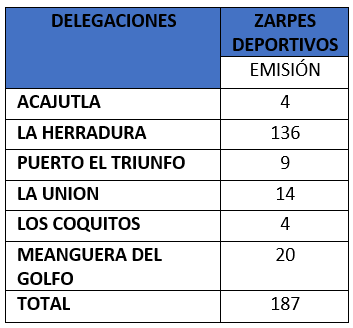 DELEGACIONES ZARPES
DEPORTIVOS
EMISIÓN
ACAJUTLA 4
LA HERRADURA 136
PUERTO EL TRIUNFO 9
LA UNION 14
LOS COQUITOS 4
MEANGUERA DEL 20
GOLFO
TOTAL 187